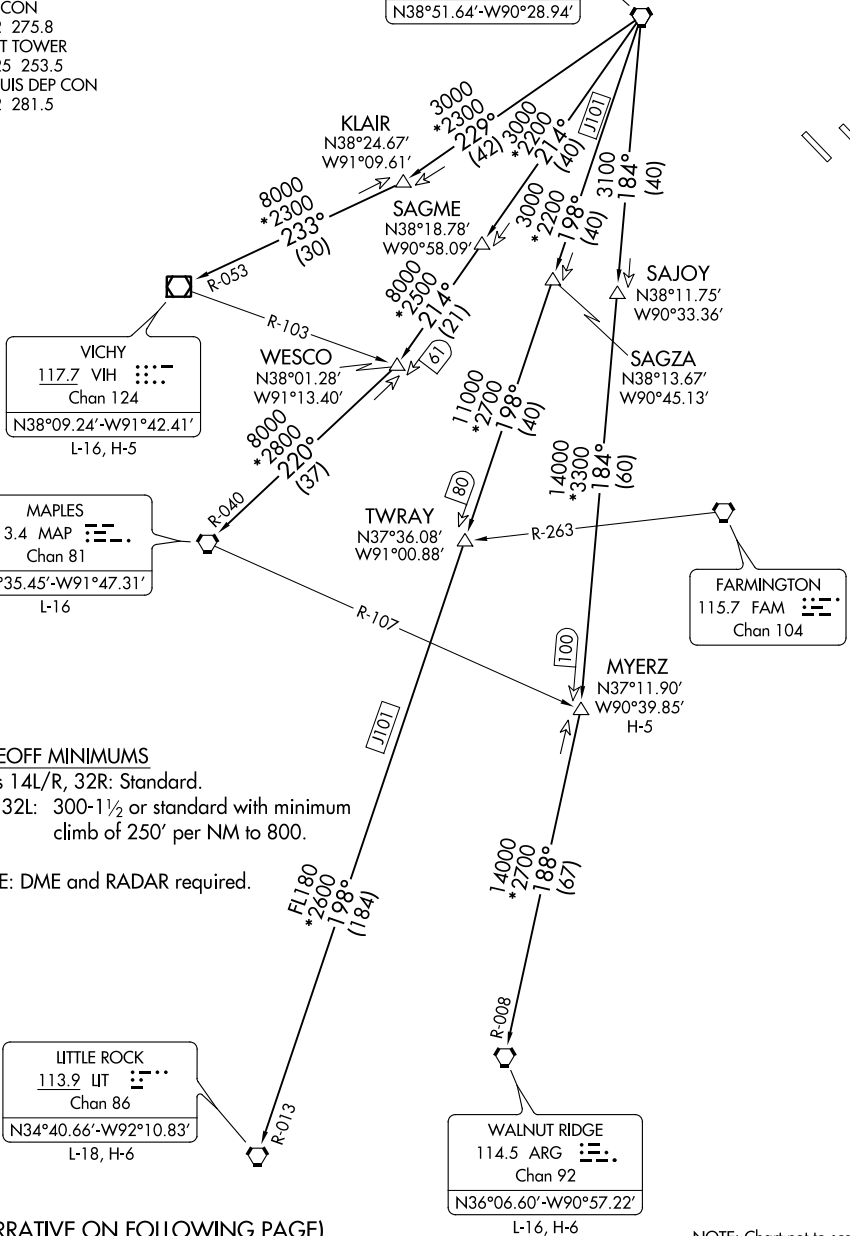 CON
275.8
T TOWER
25 253.5
UIS DEP CON
281.5
N38°51.64′-W90°28.94′
3000
*2300
229°
(42)
3000
*2200
214°
(40)
J101
3000
*2200
198°
(40)
3100
184°
(40)
KLAIR
N38°24.67′
W91°09.61′
8000
*2300
233°
(30)
R-053
SAGME
N38°18.78′
W90°58.09′
8000
*2500
214°
(21)
61
SAJOY
N38°11.75′
W90°33.36′
SAGZA
N38°13.67′
W90°45.13′
R-103
VICHY
117.7 VIH
Chan 124
N38°09.24′-W91°42.41′
L-16, H-5
WESCO
N38°01.28′
W91°13.40′
8000
*2800
220°
(37)
R-040
11000
*2700
198°
(40)
80
14000
*3300
184°
(60)
MAPLES
3.4 MAP
Chan 81
°35.45′-W91°47.31′
L-16
TWRAY
N37°36.08′
W91°00.88′
R-263
FARMINGTON
115.7 FAM
Chan 104
R-107
100
MYERZ
N37°11.90′
W90°39.85′
H-5
J101
EOFF MINIMUMS
s 14L/R, 32R: Standard.
32L: 300-1½ or standard with minimum
climb of 250′ per NM to 800.
E: DME and RADAR required.
FL180
*2600
198°
(184)
14000
*2700
188°
(67)
R-008
R-013
LITTLE ROCK
113.9 LIT
Chan 86
N34°40.66′-W92°10.83′
L-18, H-6
WALNUT RIDGE
114.5 ARG
Chan 92
N36°06.60′-W90°57.22′
L-16, H-6
RRATIVE ON FOLLOWING PAGE)